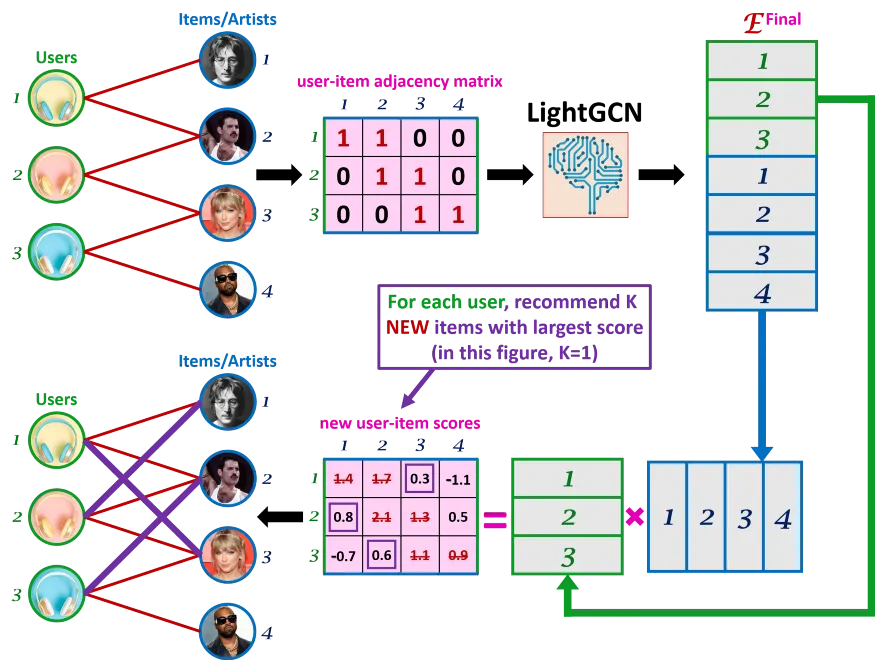 Items/Artists
ℰ Final
Users
1
2
3
1
2
3
4
user-item adjacency matrix
1 2 3 4
1 1 1 0 0
2 0 1 1 0
3 0 0 1 1
LightGCN
1
2
3
1
2
3
4
For each user, recommend K
NEW items with largest score
(in this figure, K=1)
Items/Artists
Users
1
2
3
1
2
3
4
new user-item scores
1 2 3 4
1 1.4 1.7 0.3 -1.1
2 0.8 2.1 1.3 0.5
3 -0.7 0.6 1.1 0.9
=
1
2
3
×
1 2 3 4